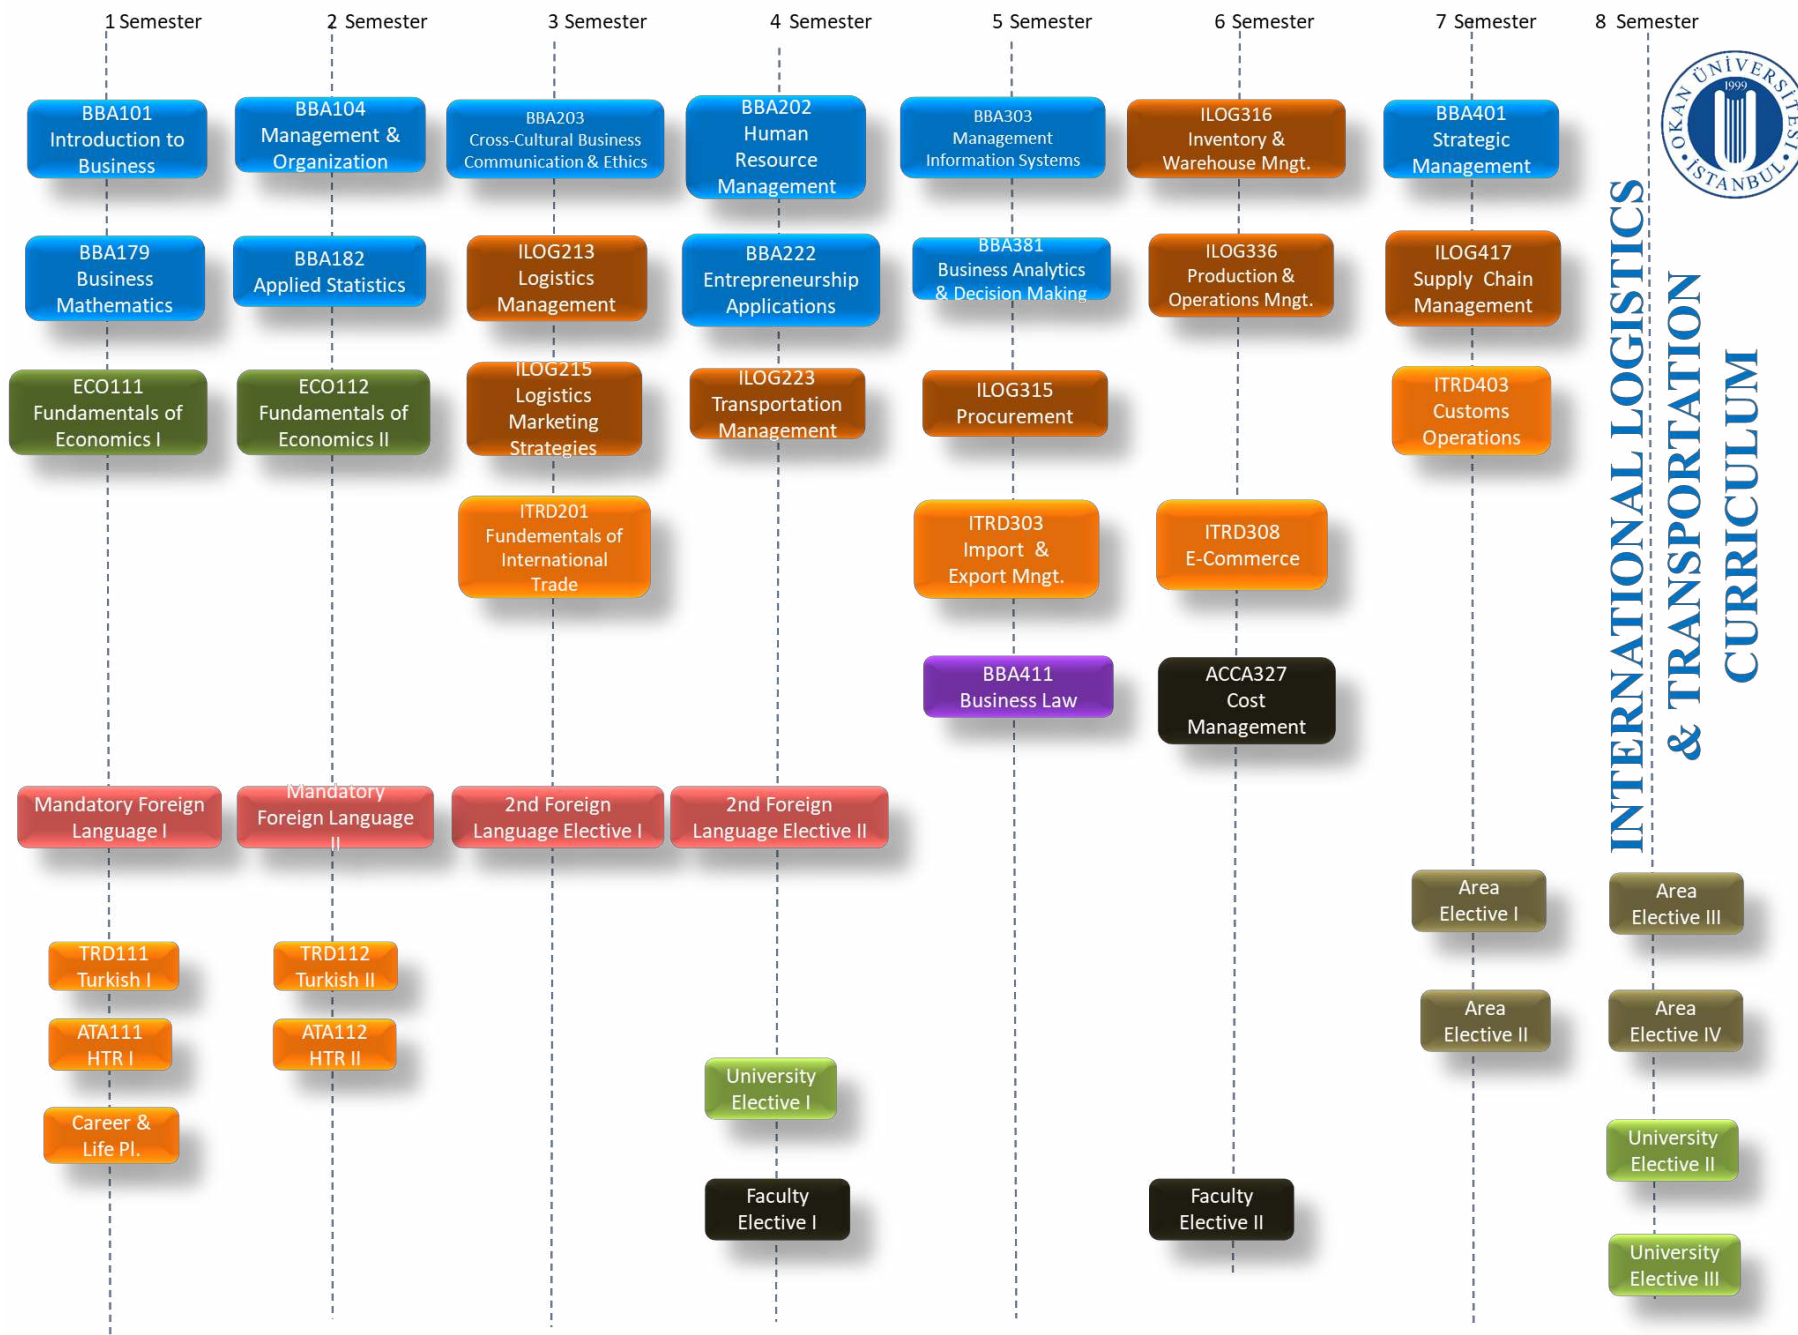 1 Semester
2 Semester
3 Semester
4 Semester
5 Semester
6 Semester
7 Semester
8 Semester
BBA101
Introduction to
Business
BBA104
Management &
Organization
BBA203
Cross-Cultural Business
Communication & Ethics
BBA202
Human
Resource
Management
BBA303
Management
Information Systems
ILOG316
Inventory &
Warehouse Mngt.
BBA401
Strategic
Management
OKAN ÜNİVERSİTESİ
1999
İSTANBUL
BBA179
Business
Mathematics
BBA182
Applied Statistics
ILOG213
Logistics
Management
BBA222
Entrepreneurship
Applications
BBA381
Business Analytics
& Decision Making
ILOG336
Production &
Operations Mngt.
ILOG417
Supply Chain
Management
ECO111
Fundamentals of
Economics I
ECO112
Fundamentals of
Economics II
ILOG215
Logistics
Marketing
Strategies
ILOG223
Transportation
Management
ILOG315
Procurement
ITRD403
Customs
Operations
ITRD201
Fundementals of
International
Trade
ITRD303
Import &
Export Mngt.
ITRD308
E-Commerce
BBA411
Business Law
ACCA327
Cost
Management
INTERNATIONAL LOGISTICS
& TRANSPORTATION
CURRICULUM
Mandatory Foreign
Language I
Mandatory
Foreign Language
II
2nd Foreign
Language Elective I
2nd Foreign
Language Elective II
Area
Elective I
Area
Elective III
TRD111
Turkish I
TRD112
Turkish II
Area
Elective II
Area
Elective IV
ATA111
HTR I
ATA112
HTR II
University
Elective I
Career &
Life Pl.
University
Elective II
Faculty
Elective I
Faculty
Elective II
University
Elective III